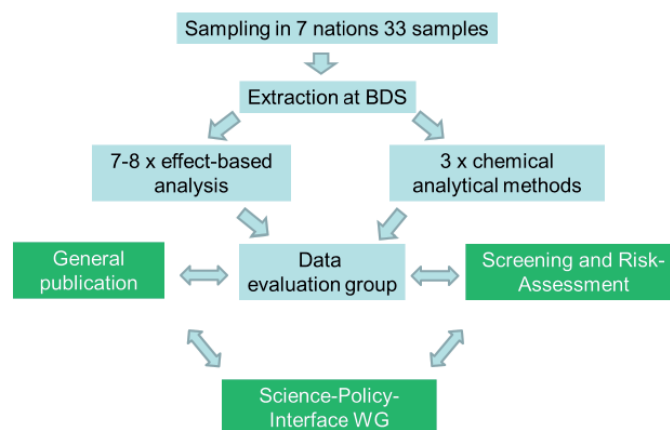 Sampling in 7 nations 33 samples
Extraction at BDS
7-8 x effect-based
analysis
3 x chemical
analytical methods
General
publication
Data
evaluation group
Screening and Risk-
Assessment
Science-Policy-
Interface WG